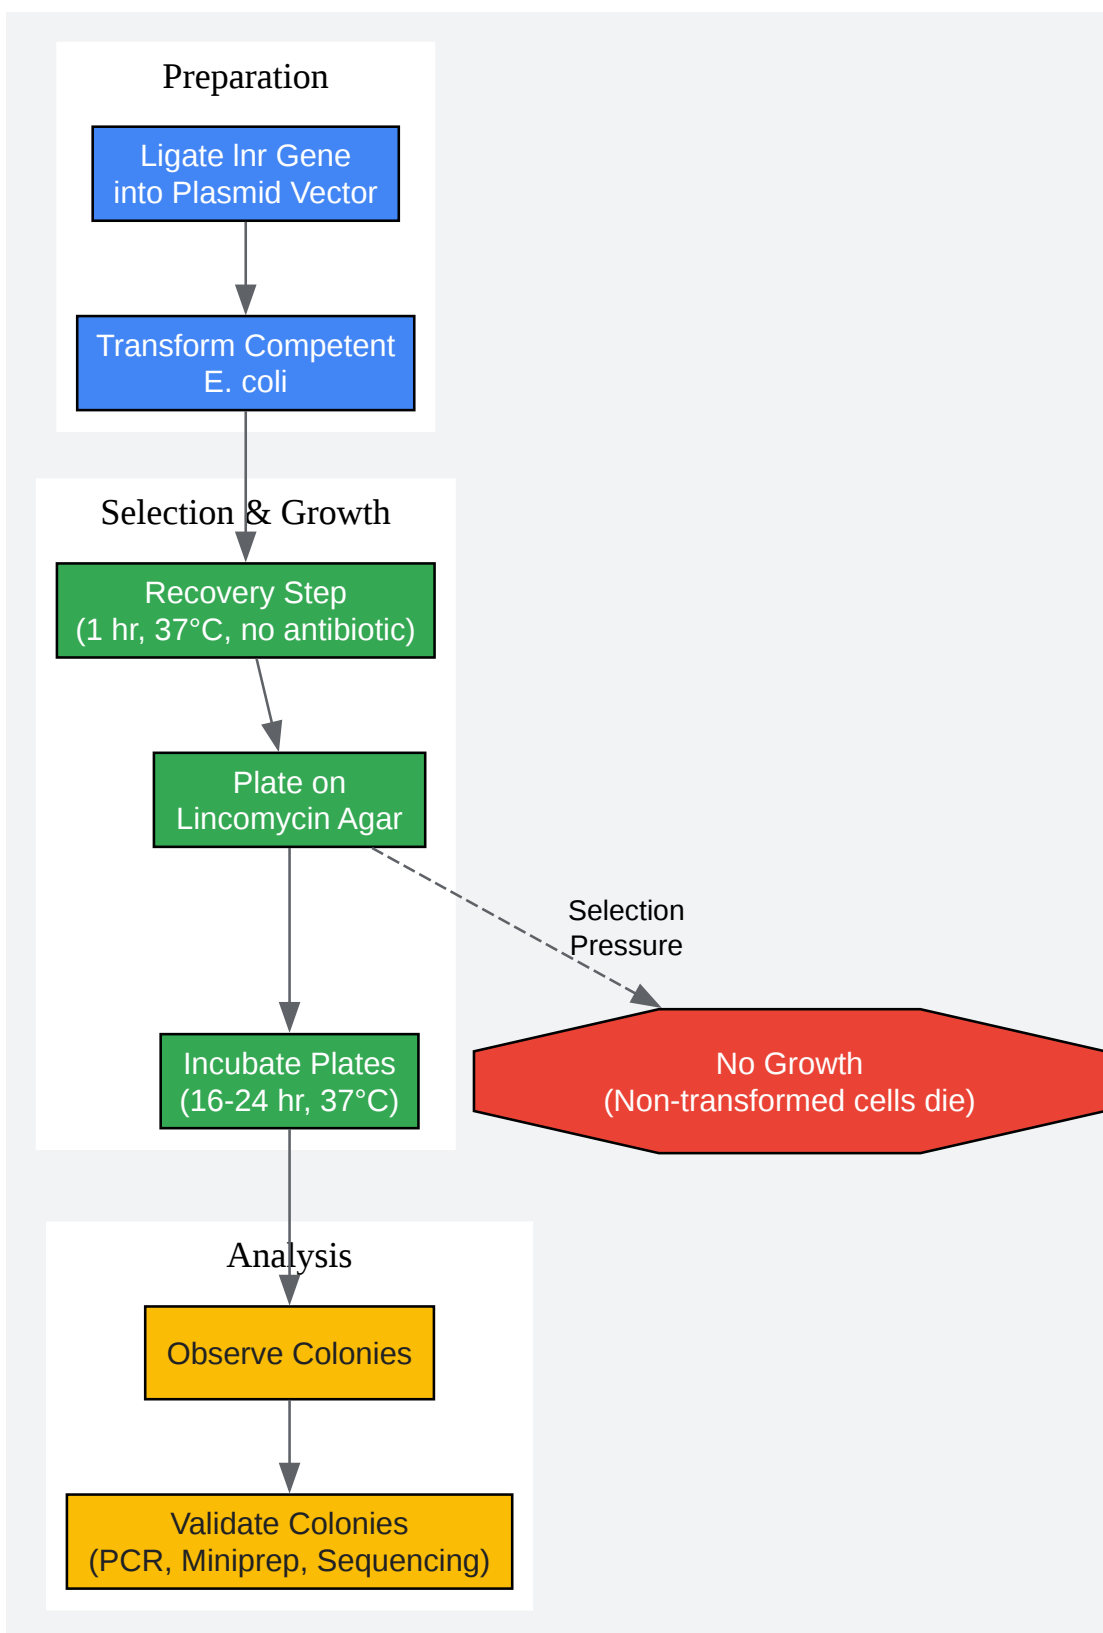 Preparation
Ligate lnr Gene
into Plasmid Vector
Transform Competent
E. coli
Selection & Growth
Recovery Step
(1 hr, 37°C, no antibiotic)
Plate on
Lincomycin Agar
Selection
Pressure
Incubate Plates
(16-24 hr, 37°C)
No Growth
(Non-transformed cells die)
Analysis
Observe Colonies
Validate Colonies
(PCR, Miniprep, Sequencing)